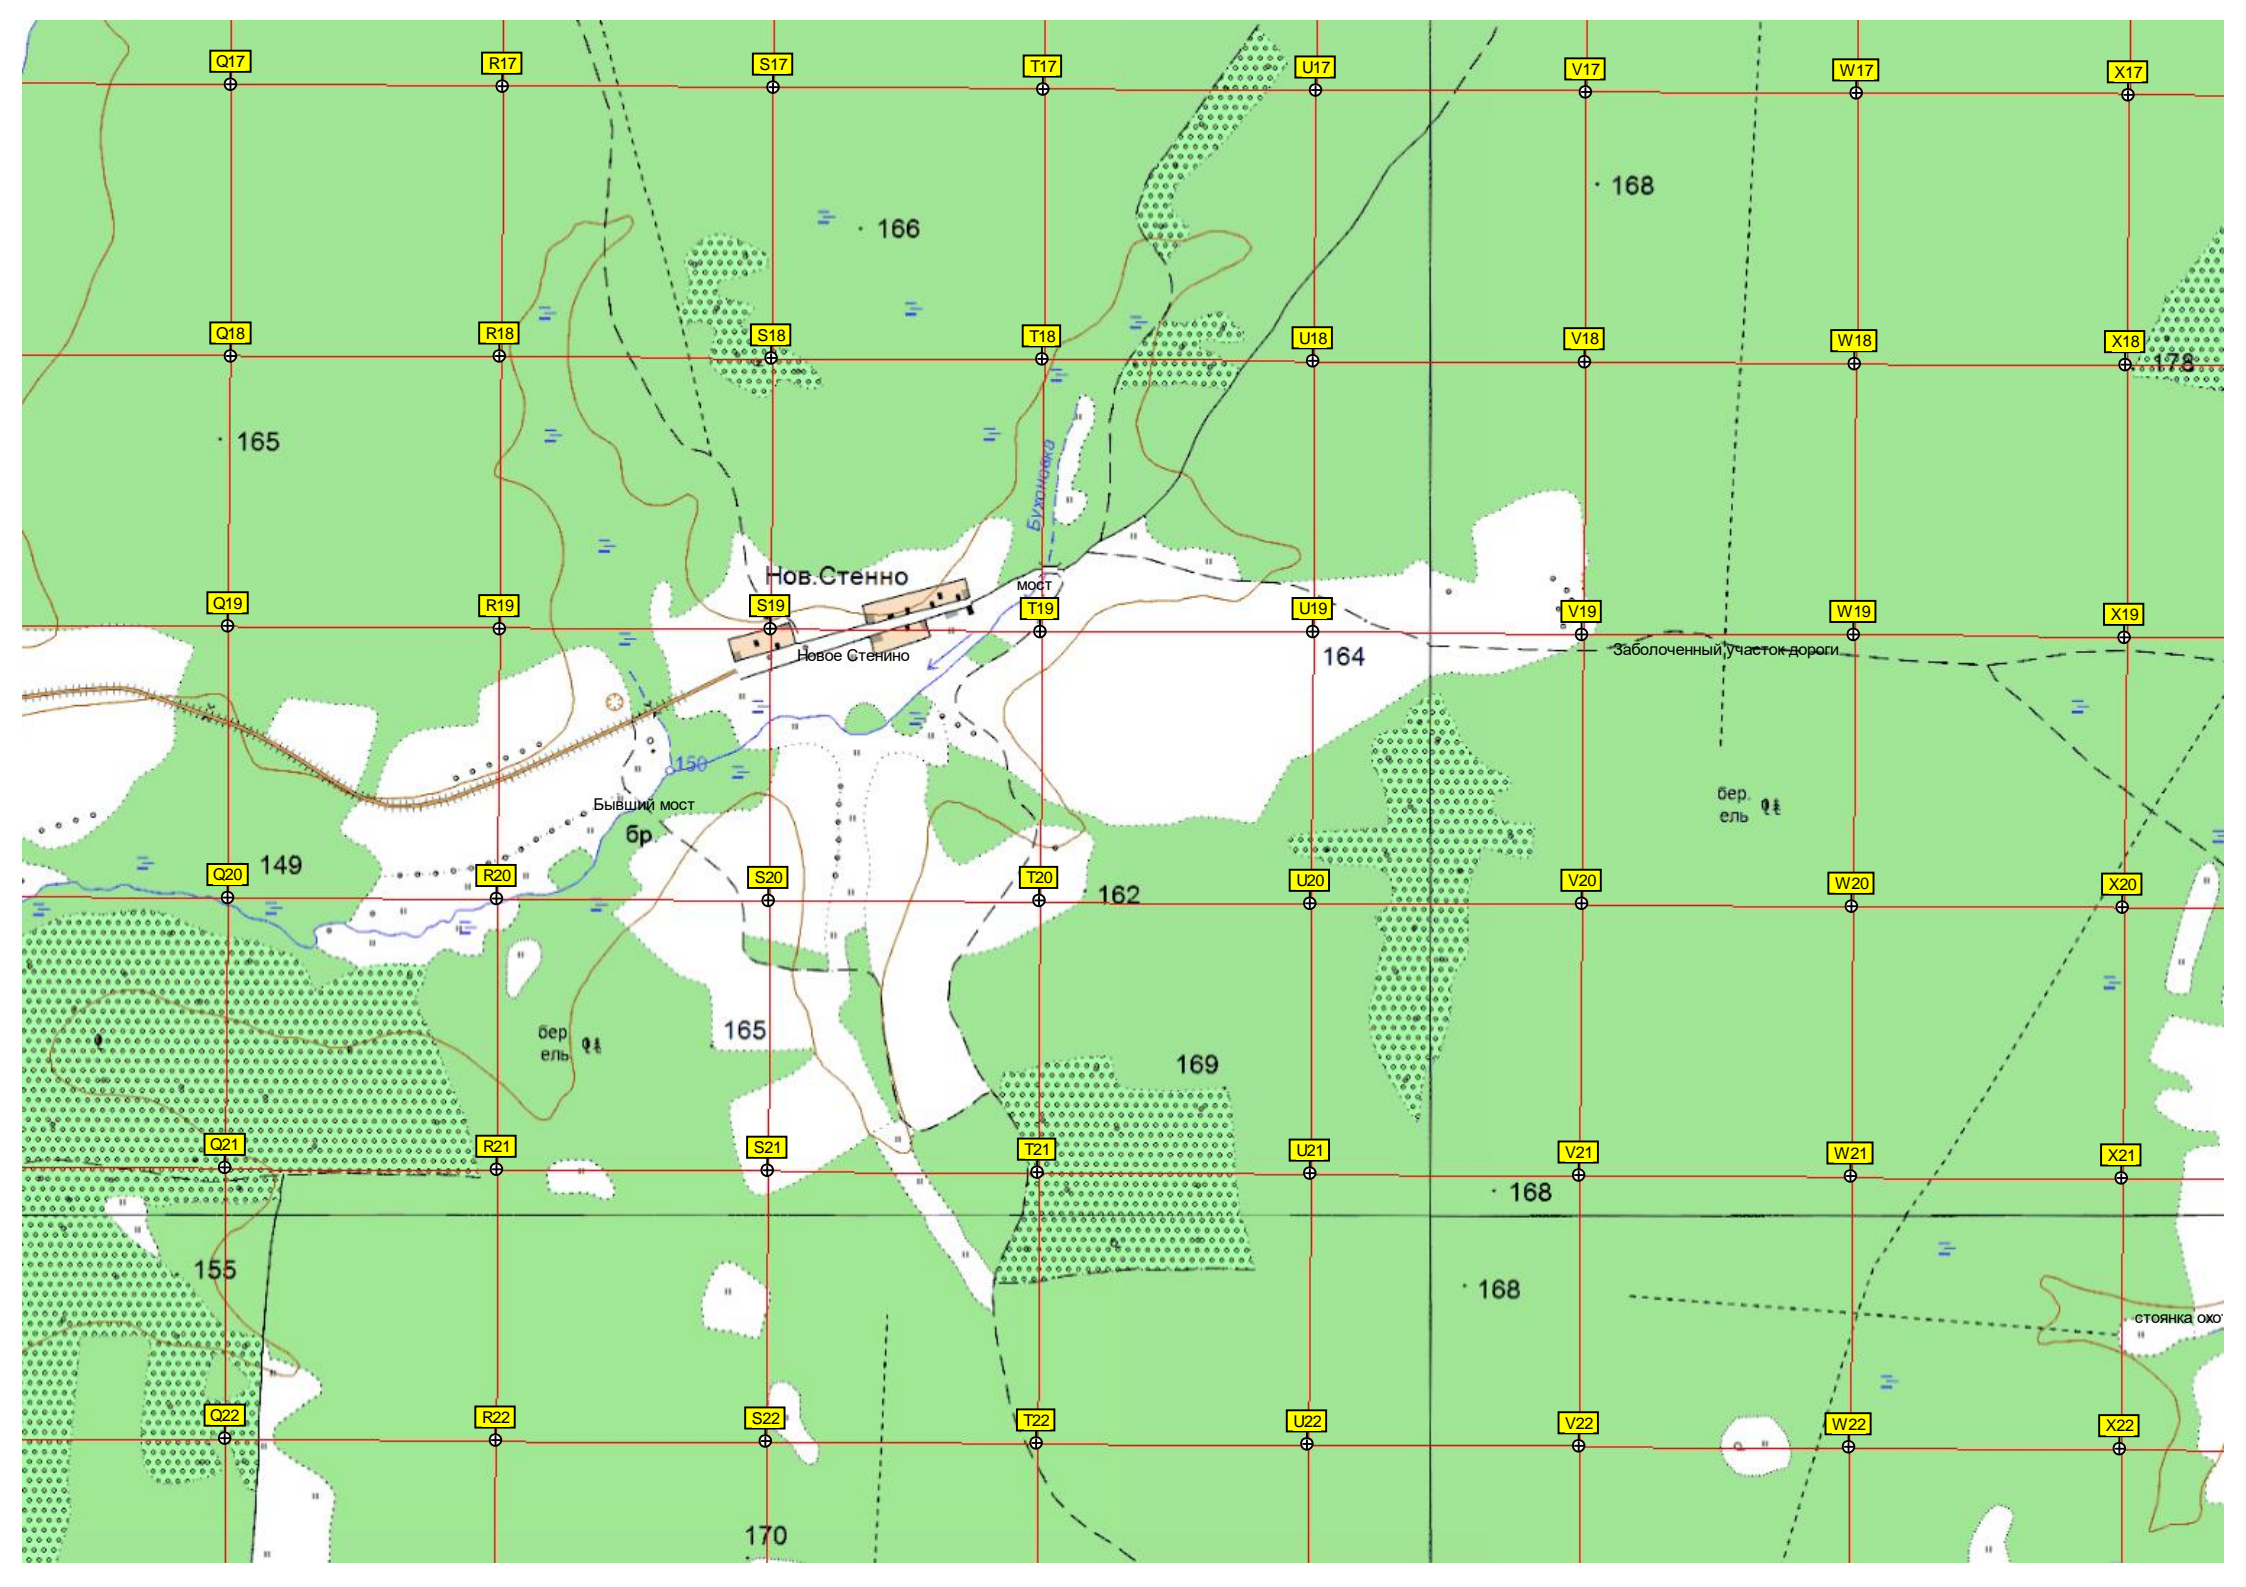 Q17 R17 S17 T17 U17 V17 W17 X17
168
166
Q18 R18 S18 T18 U18 V18 W18 X18
178
165
Бухоновка
Нов.Стенно
мост
Q19 R19 S19 T19 U19 V19 W19 X19
Новое Стенино
164
Заболоченный участок дороги
150
бер.
ель
Бывший мост
бр.
149
Q20 R20 S20 T20 U20 V20 W20 X20
162
165
бер.
ель
169
Q21 R21 S21 T21 U21 V21 W21 X21
168
155
168
стоянка охо
Q22 R22 S22 T22 U22 V22 W22 X22
170